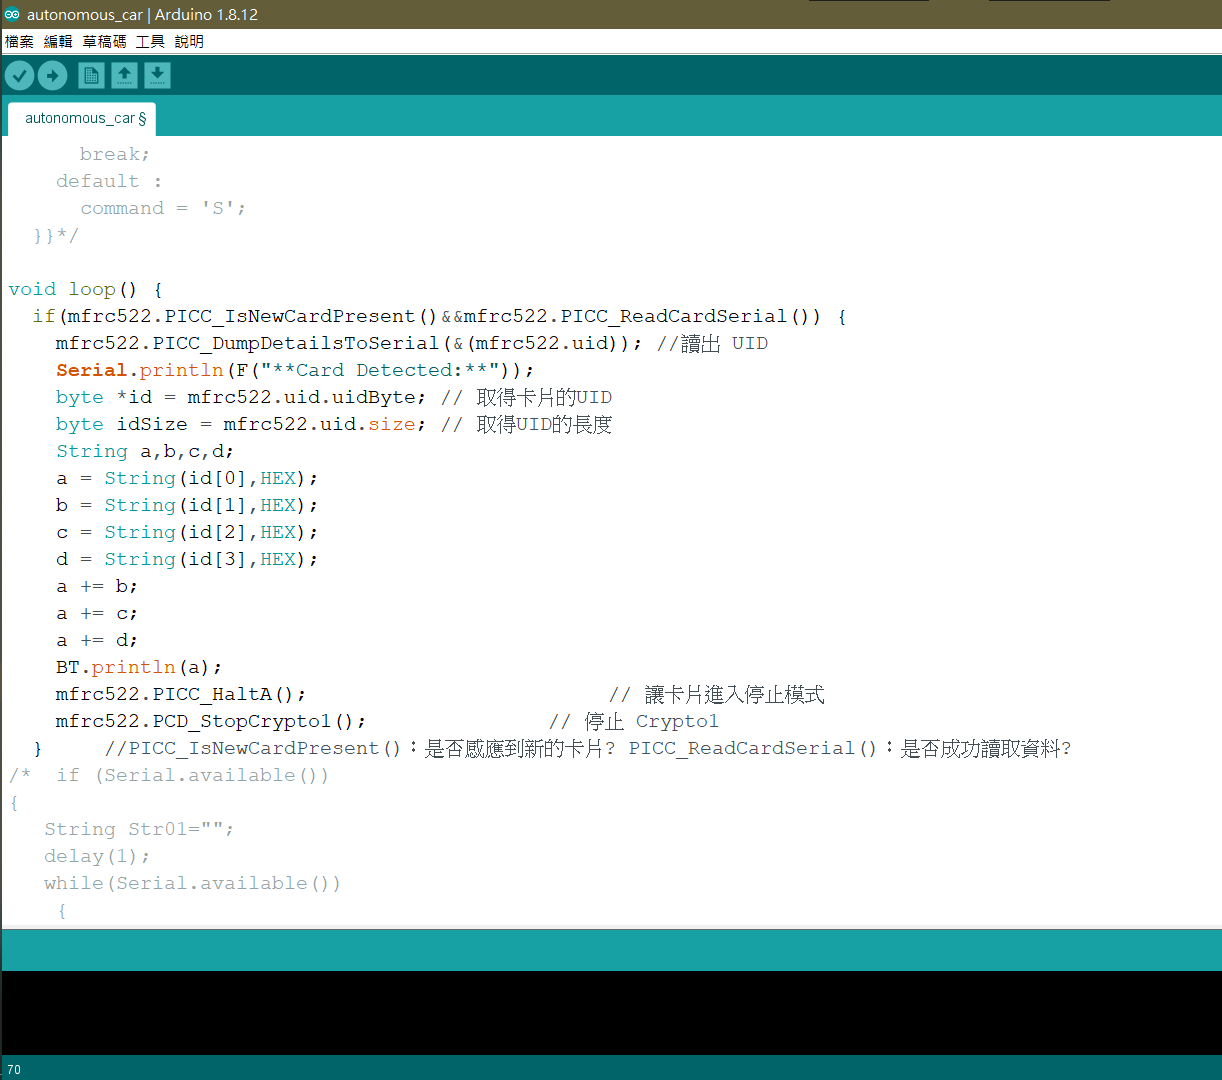 autonomous_car | Arduino 1.8.12
檔案 編輯 草稿碼 工具 說明
autonomous_car §
break;
default :
command = 'S';
}}*/
void loop() {
if(mfrc522.PICC_IsNewCardPresent()&&mfrc522.PICC_ReadCardSerial()) {
mfrc522.PICC_DumpDetailsToSerial(&(mfrc522.uid)); //讀出 UID
Serial.println(F("**Card Detected:**"));
byte *id = mfrc522.uid.uidByte; // 取得卡片的UID
byte idSize = mfrc522.uid.size; // 取得UID的長度
String a,b,c,d;
a = String(id[0],HEX);
b = String(id[1],HEX);
c = String(id[2],HEX);
d = String(id[3],HEX);
a += b;
a += c;
a += d;
BT.println(a);
mfrc522.PICC_HaltA(); // 讓卡片進入停止模式
mfrc522.PCD_StopCrypto1(); // 停止 Crypto1
} //PICC_IsNewCardPresent()：是否感應到新的卡片? PICC_ReadCardSerial()：是否成功讀取資料?
/* if (Serial.available())
{
String Str01="";
delay(1);
while(Serial.available())
{
70